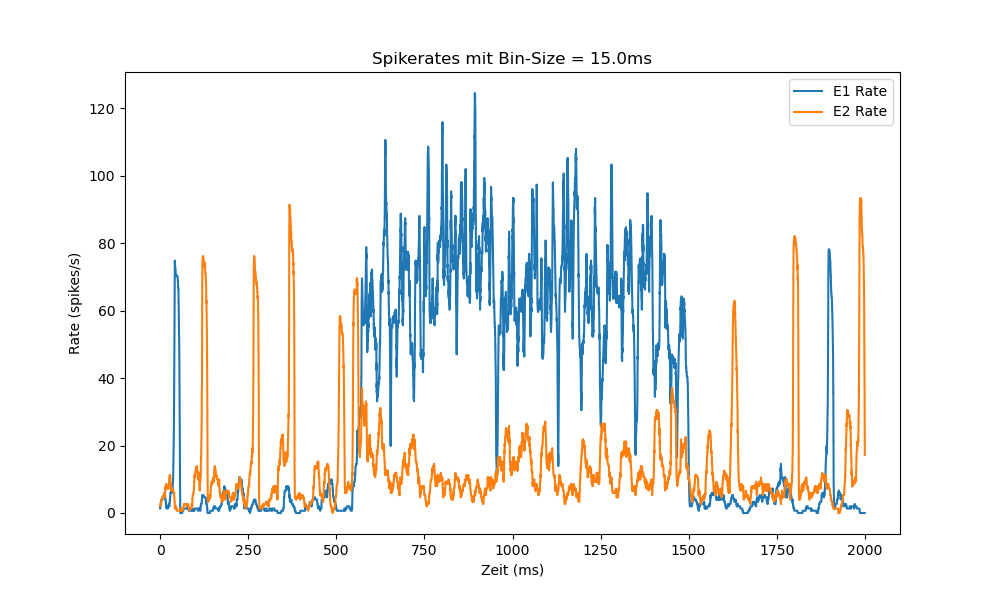 Spikerates mit Bin-Size = 15.0ms
E1 Rate
E2 Rate
120
100
80
60
40
20
0
Rate (spikes/s)
0 250 500 750 1000 1250 1500 1750 2000
Zeit (ms)